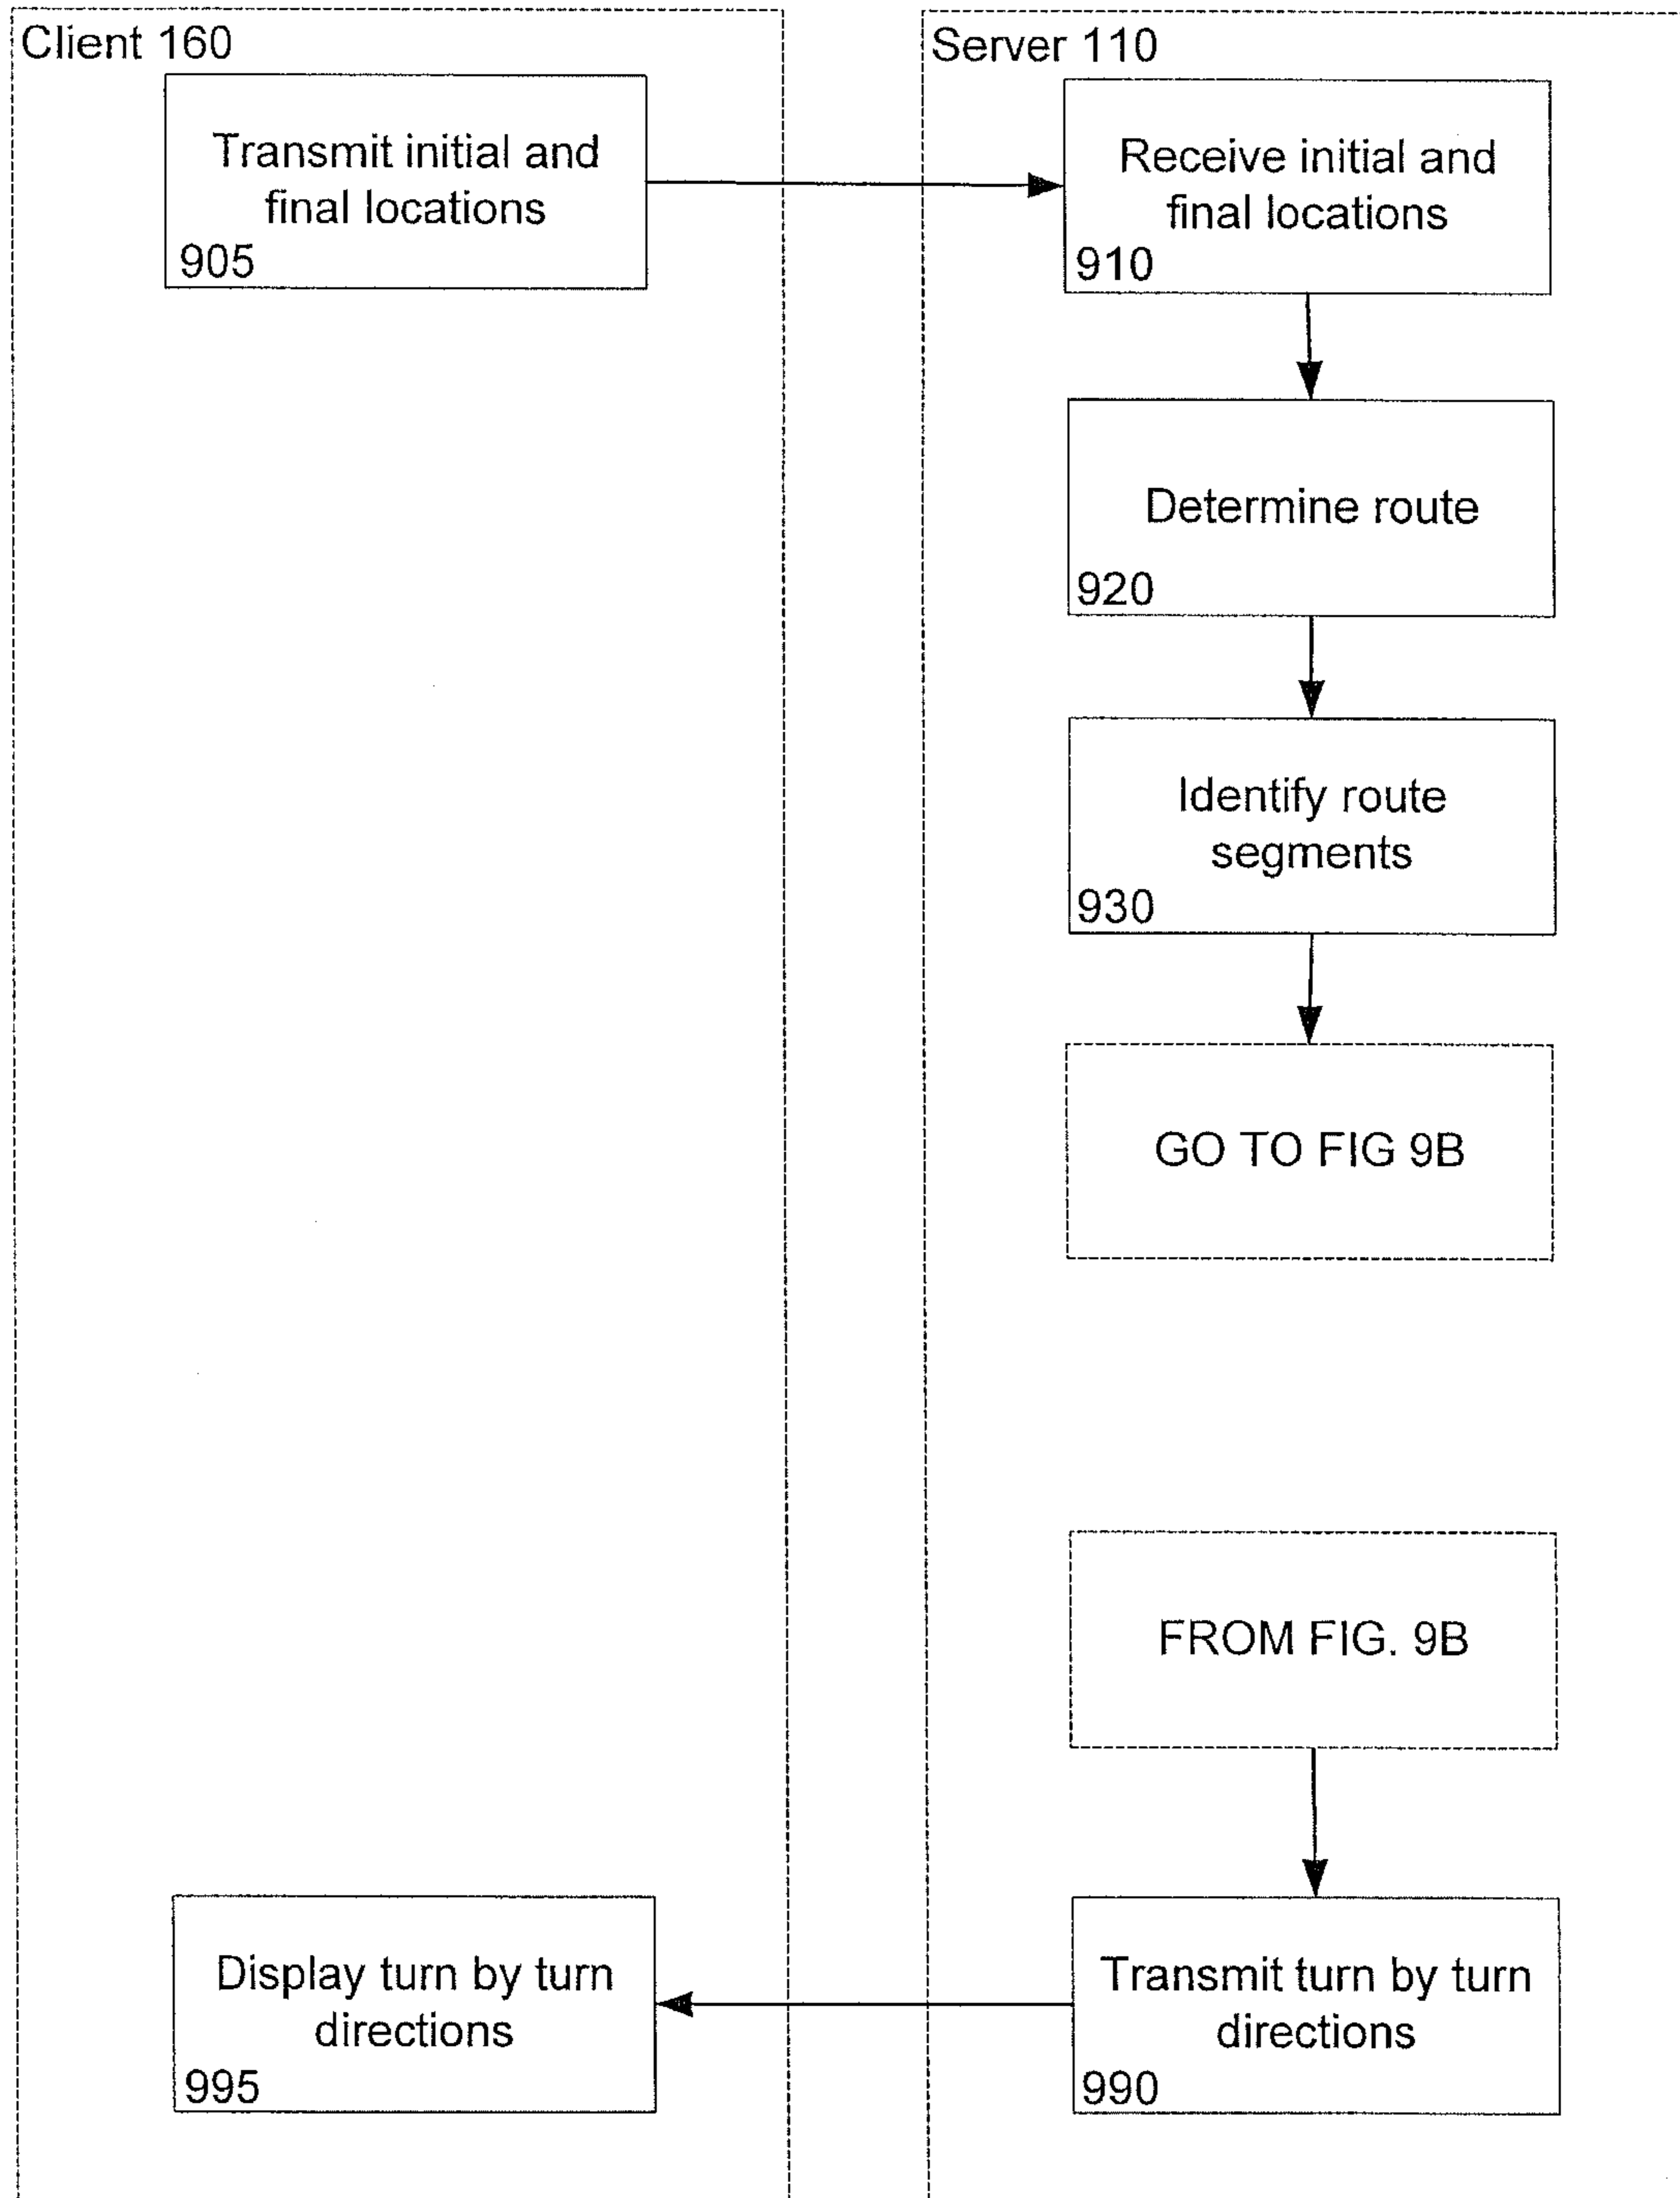 Client 160
Server 110
Transmit initial and
final locations
905
Receive initial and
final locations
910
Determine route
920
Identify route
segments
930
GO TO FIG 9B
FROM FIG. 9B
Transmit turn by turn
directions
990
Display turn by turn
directions
995